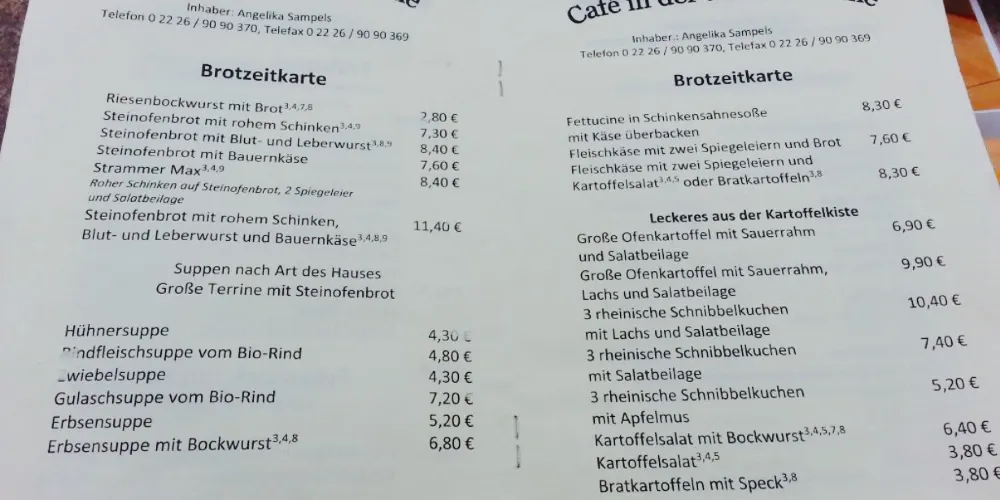 Inhaber: Angelika Sampels
Telefon 0 22 26 / 90 90 370, Telefax 0 22 26 / 90 90 369
Brotzeitkarte
Riesenbockwurst mit Brot3,4,7,8 2,80 €
Steinofenbrot mit rohem Schinken3,4,9 7,30 €
Steinofenbrot mit Blut- und Leberwurst3,8,9 8,40 €
Steinofenbrot mit Bauernkäse 7,60 €
Strammer Max3,4,9 8,40 €
Roher Schinken auf Steinofenbrot, 2 Spiegeleier
und Salatbeilage
Steinofenbrot mit rohem Schinken, 11,40 €
Blut- und Leberwurst und Bauernkäse3,4,8,9
Suppen nach Art des Hauses
Große Terrine mit Steinofenbrot
Hühnersuppe 4,30 €
Rindfleischsuppe vom Bio-Rind 4,80 €
Zwiebelsuppe 4,30 €
Gulaschsuppe vom Bio-Rind 7,20 €
Erbsensuppe 5,20 €
Erbsensuppe mit Bockwurst3,4,8 6,80 €
Café in der
Inhaber.: Angelika Sampels
Telefon 0 22 26 / 90 90 370, Telefax 0 22 26 / 90 90 369
Brotzeitkarte
Fettucine in Schinkensahnesoße 8,30 €
mit Käse überbacken
Fleischkäse mit zwei Spiegeleiern und Brot 7,60 €
Fleischkäse mit zwei Spiegeleiern und
Kartoffelsalat3,4,5 oder Bratkartoffeln3,8 8,30 €
Leckeres aus der Kartoffelkiste
Große Ofenkartoffel mit Sauerrahm 6,90 €
und Salatbeilage
Große Ofenkartoffel mit Sauerrahm, 9,90 €
Lachs und Salatbeilage
3 rheinische Schnibbelkuchen 10,40 €
mit Lachs und Salatbeilage
3 rheinische Schnibbelkuchen 7,40 €
mit Salatbeilage
3 rheinische Schnibbelkuchen 5,20 €
mit Apfelmus
Kartoffelsalat mit Bockwurst3,4,5,7,8 6,40 €
Kartoffelsalat3,4,5 3,80 €
Bratkartoffeln mit Speck3,8 3,80 €